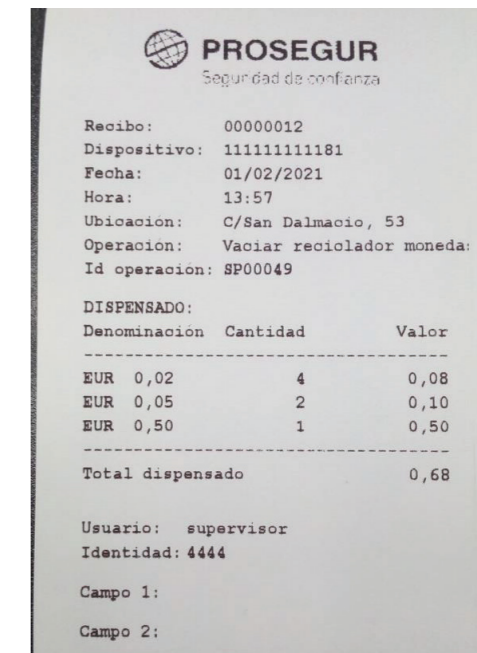 PROSEGUR
Seguridad de confianza
Recibo: 00000012
Dispositivo: 111111111181
Fecha: 01/02/2021
Hora: 13:57
Ubicación: C/San Dalmacio, 53
Operación: Vaciar reciclador moneda:
Id operación: SP00049
DISPENSADO:
Denominación Cantidad Valor
EUR 0,02 4 0,08
EUR 0,05 2 0,10
EUR 0,50 1 0,50
Total dispensado 0,68
Usuario: supervisor
Identidad: 4444
Campo 1:
Campo 2: